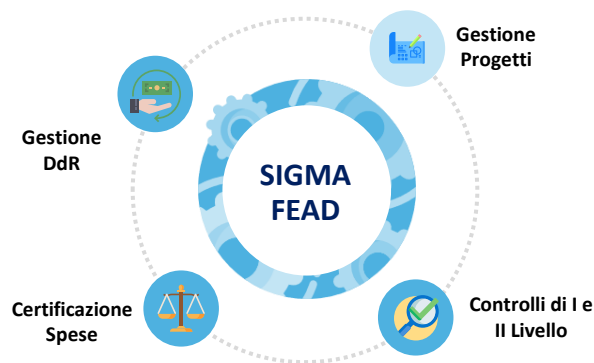 Gestione
Progetti
Gestione
DdR
SIGMA
FEAD
Certificazione
Spese
Controlli di I e
II Livello